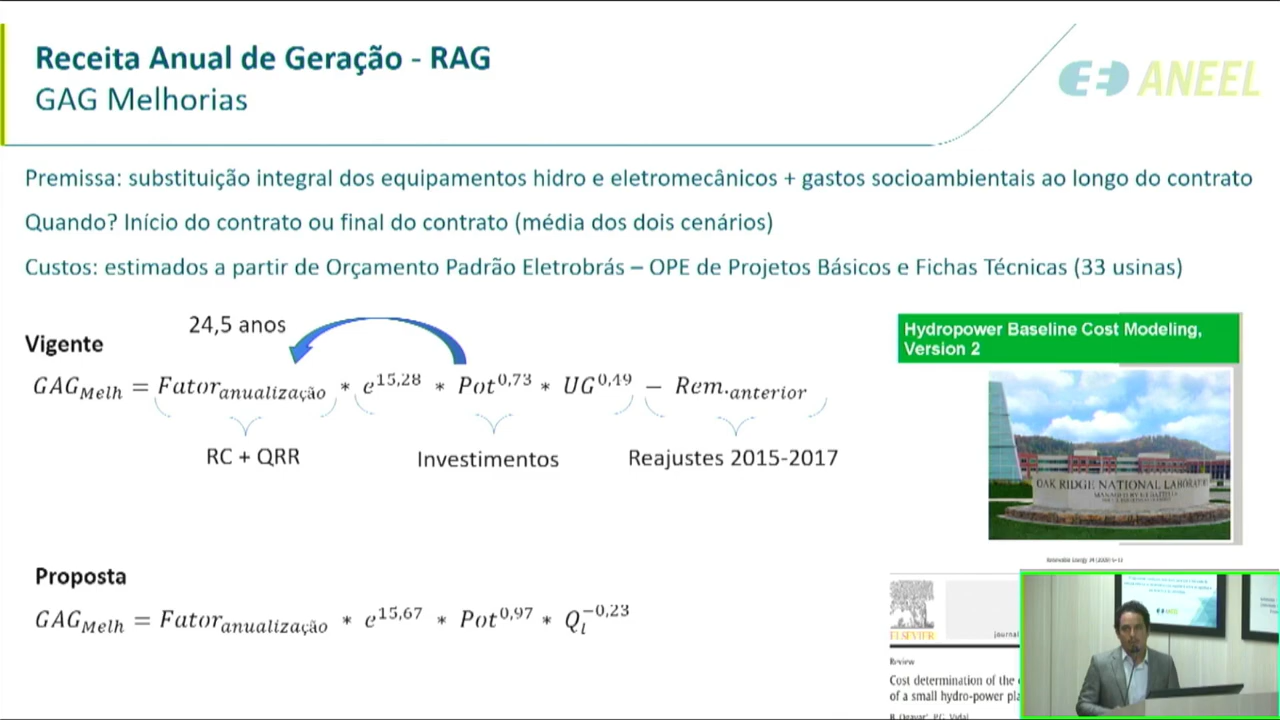 Receita Anual de Geração - RAG
GAG Melhorias
ANEEL
Premissa: substituição integral dos equipamentos hidro e eletromecânicos + gastos socioambientais ao longo do contrato
Quando? Início do contrato ou final do contrato (média dos dois cenários)
Custos: estimados a partir de Orçamento Padrão Eletrobrás – OPE de Projetos Básicos e Fichas Técnicas (33 usinas)
24,5 anos
Vigente
GAG_Melh = Fator_anualização * e^15,28 * Pot^0,73 * UG^0,49 − Rem._anterior
RC + QRR
Investimentos
Reajustes 2015-2017
Hydropower Baseline Cost Modeling,
Version 2
OAK RIDGE NATIONAL LABORATORY
Proposta
GAG_Melh = Fator_anualização * e^15,67 * Pot^0,97 * Q_l^−0,23
ELSEVIER
journal
Review
Cost determination of the
of a small hydro-power pla